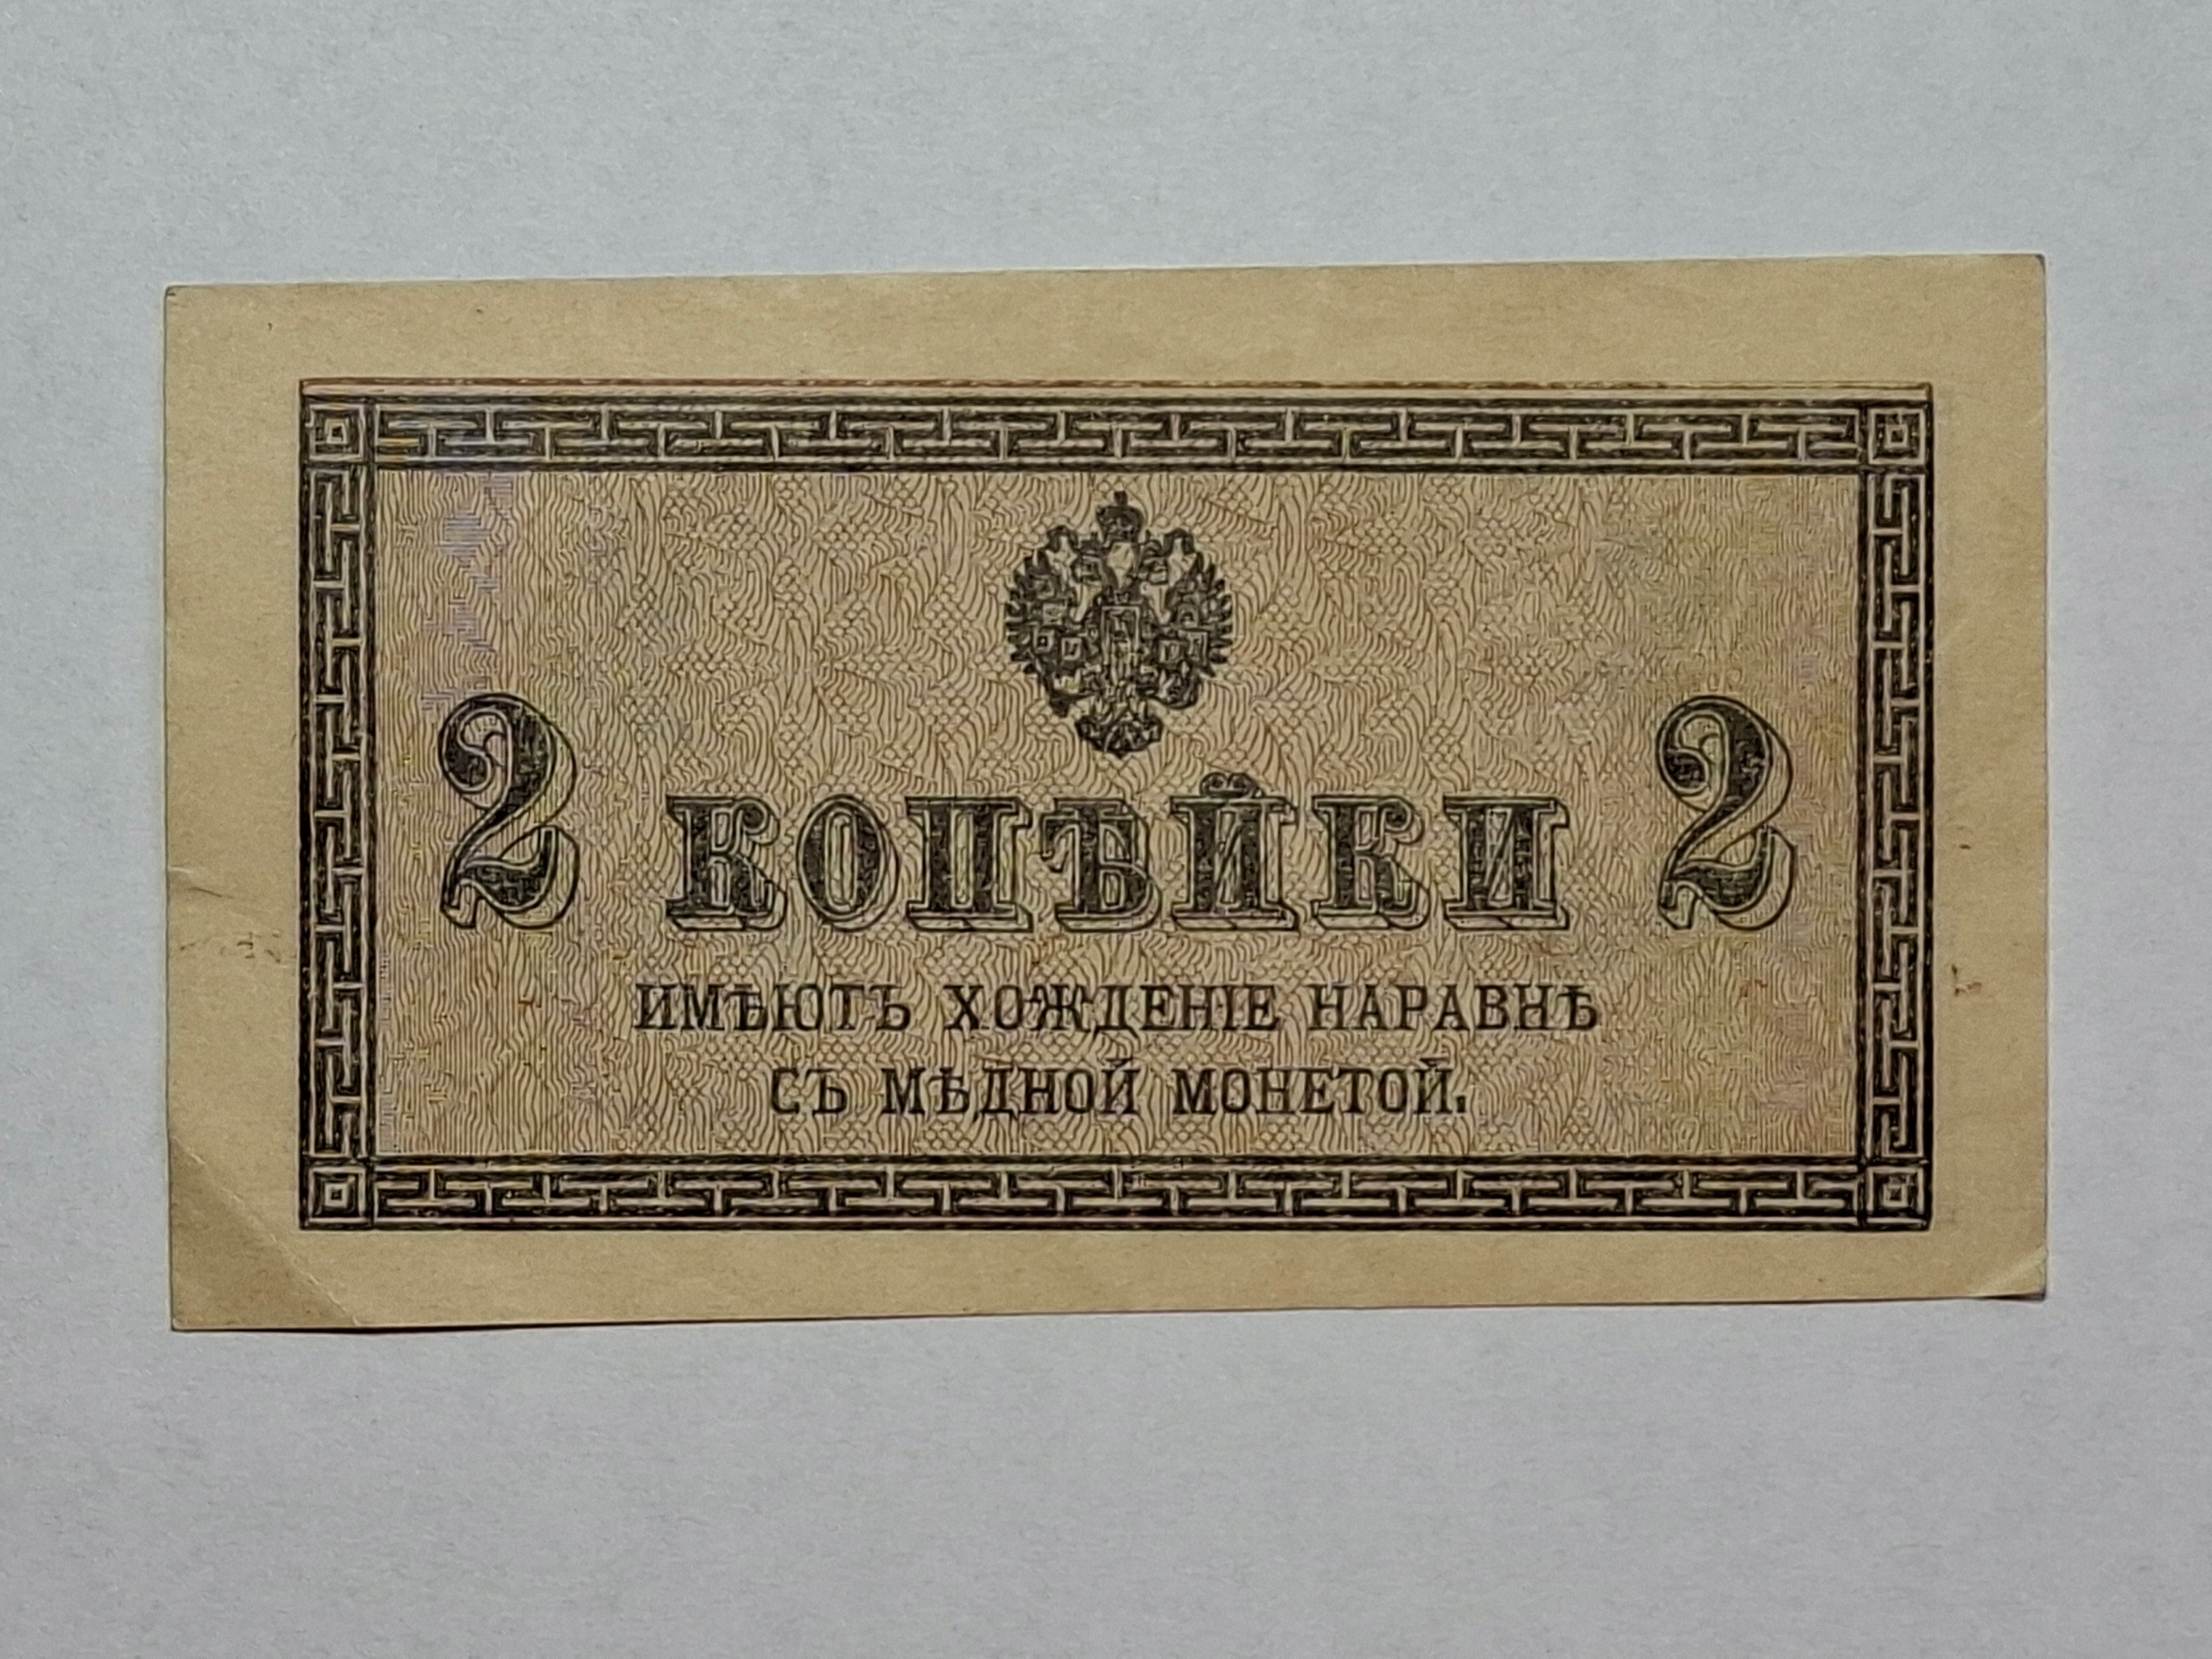 2 КОПѢЙКИ 2
ИМѢЮТЪ ХОЖДЕНІЕ НАРАВНѢ
СЪ МѢДНОЙ МОНЕТОЙ.